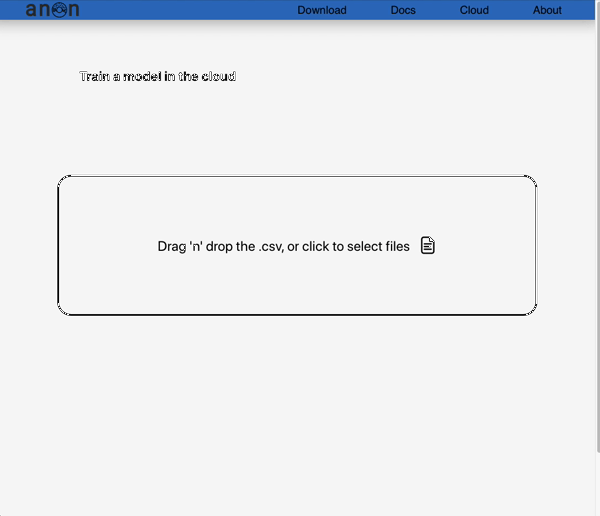 anon
Download Docs Cloud About
Train a model in the cloud
Drag 'n' drop the .csv, or click to select files